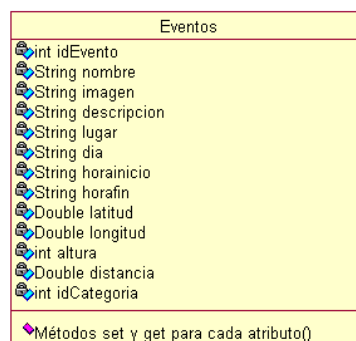 Eventos
int idEvento
String nombre
String imagen
String descripcion
String lugar
String dia
String horainicio
String horafin
Double latitud
Double longitud
int altura
Double distancia
int idCategoria
Métodos set y get para cada atributo()